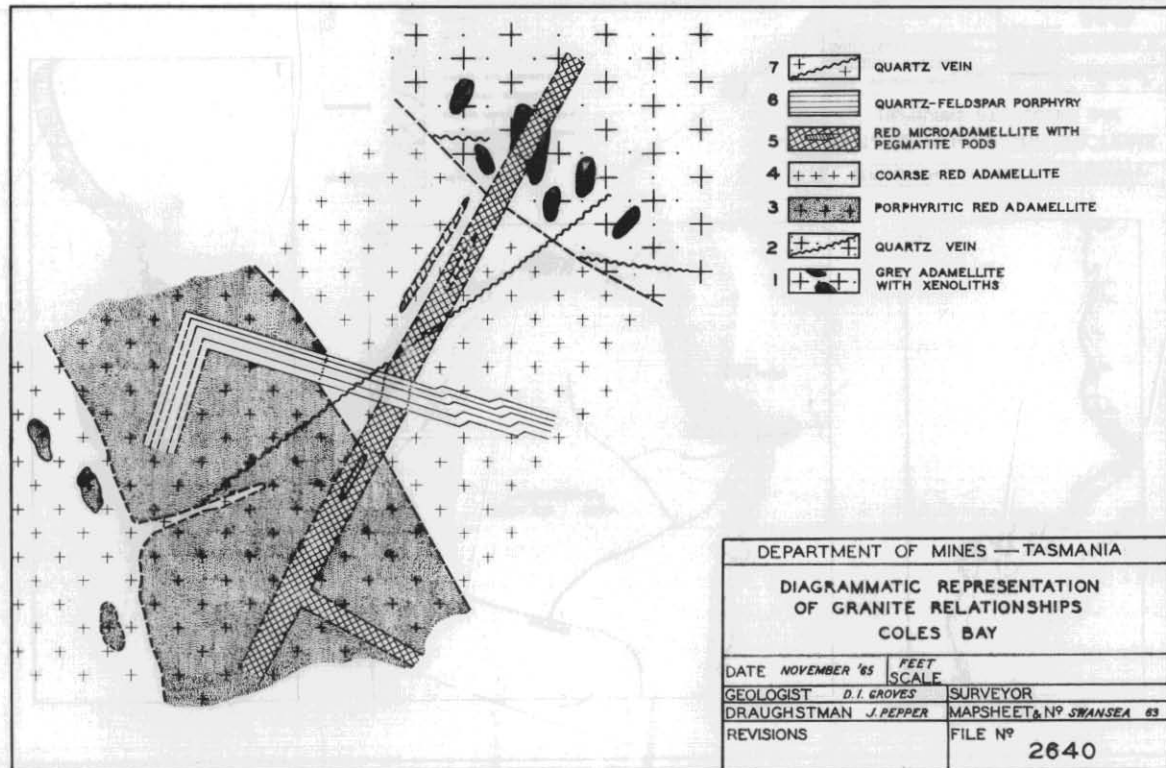 7 QUARTZ VEIN
6 QUARTZ-FELDSPAR PORPHYRY
5 RED MICROADAMELLITE WITH
PEGMATITE PODS
4 COARSE RED ADAMELLITE
3 PORPHYRITIC RED ADAMELLITE
2 QUARTZ VEIN
1 GREY ADAMELLITE
WITH XENOLITHS
DEPARTMENT OF MINES — TASMANIA
DIAGRAMMATIC REPRESENTATION
OF GRANITE RELATIONSHIPS
COLES BAY
DATE NOVEMBER '65 FEET
SCALE
GEOLOGIST D.I. GROVES SURVEYOR
DRAUGHSTMAN J. PEPPER MAPSHEET & Nº SWANSEA 63
REVISIONS FILE Nº
2640